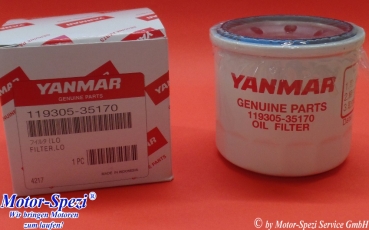 YANMAR
GENUINE PARTS
119305-35170
FILTER,LO
1 PC
4217
YANMAR
GENUINE PARTS
119305-35170
OIL FILTER
Motor-Spezi®
Wir bringen Motoren
zum laufen!
© by Motor-Spezi Service GmbH